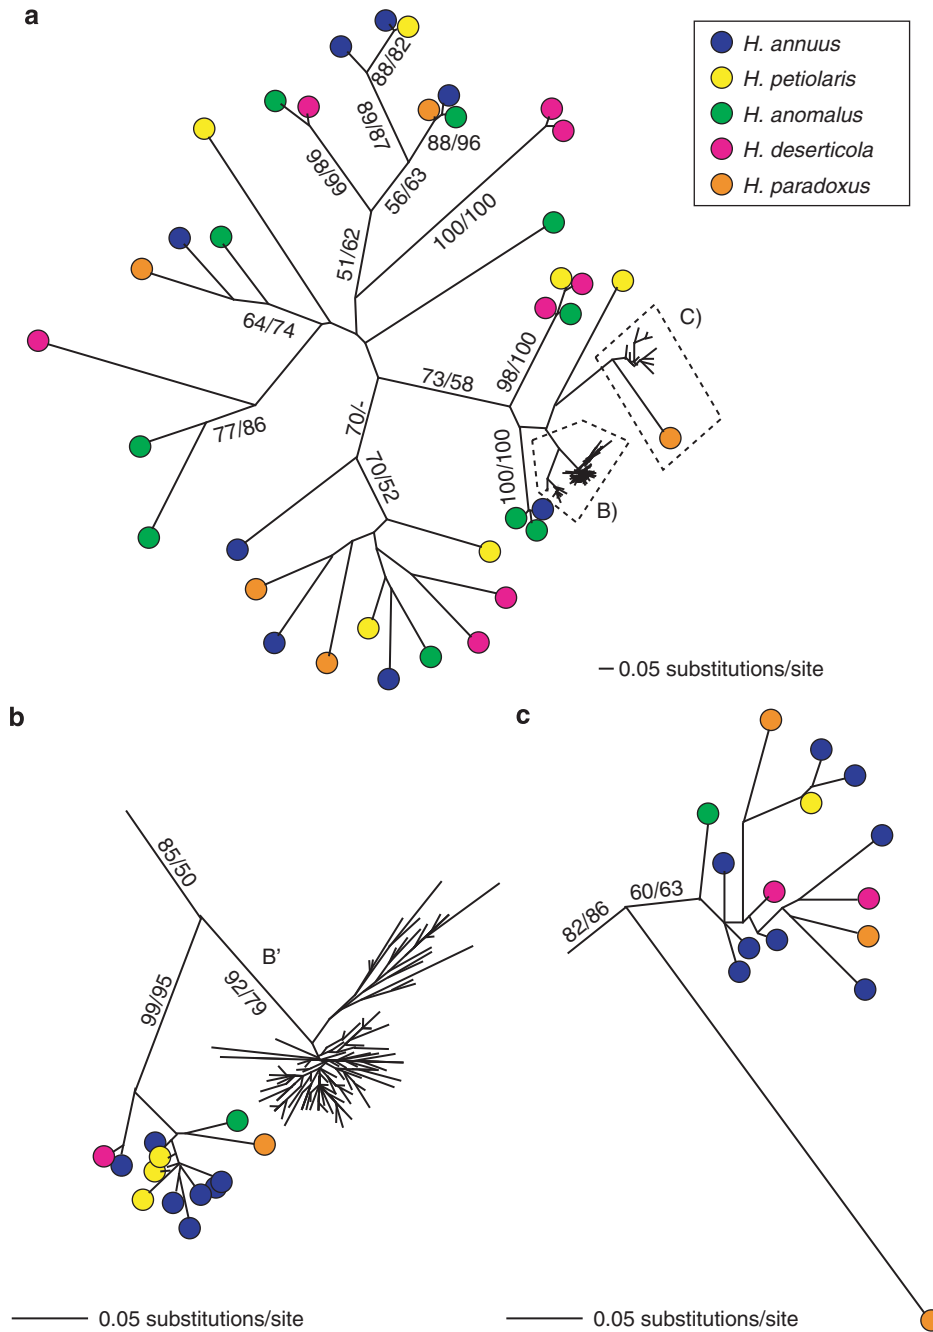 a
H. annuus
H. petiolaris
H. anomalus
H. deserticola
H. paradoxus
88/82
89/87
88/96
98/99
56/63
100/100
51/62
64/74
C)
98/100
73/58
77/86
70/-
70/52
100/100
B)
0.05 substitutions/site
b
c
85/50
B’
92/79
99/95
60/63
82/86
0.05 substitutions/site
0.05 substitutions/site